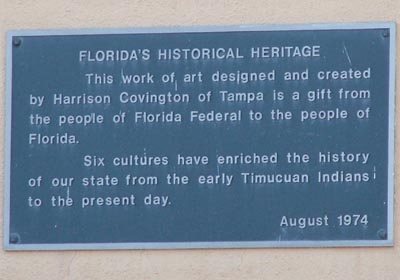 FLORIDA'S HISTORICAL HERITAGE
This work of art designed and created
by Harrison Covington of Tampa is a gift from
the people of Florida Federal to the people of
Florida.
Six cultures have enriched the history
of our state from the early Timucuan Indians
to the present day.
August 1974